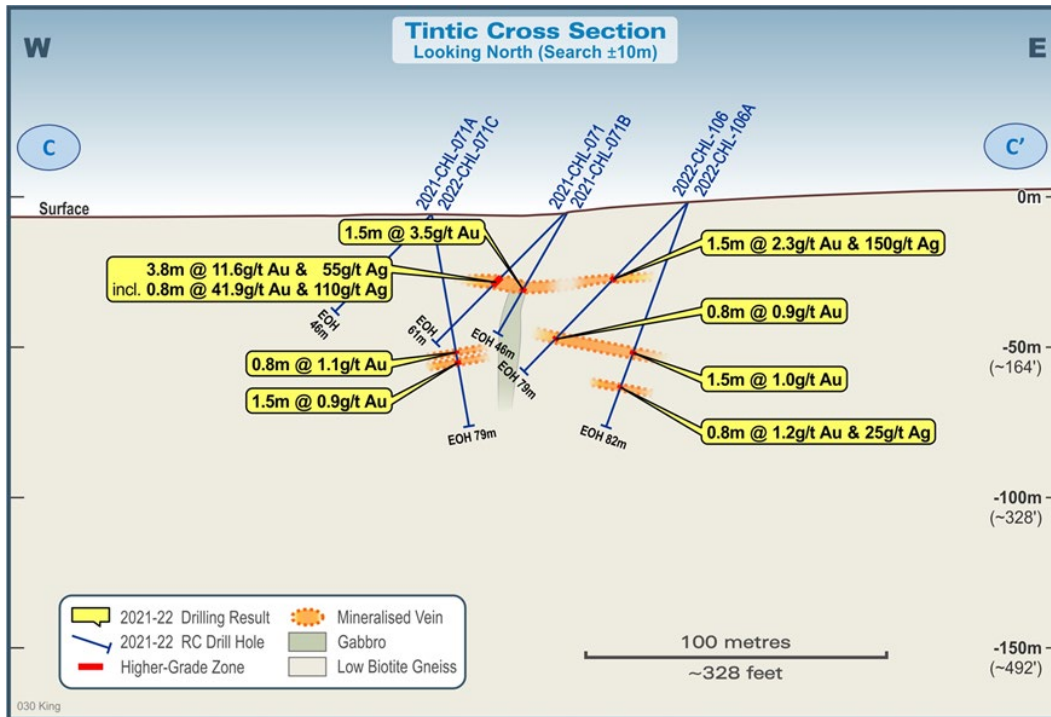 Tintic Cross Section
Looking North (Search ±10m)
W
E
C
C'
2021-CHL-071A
2022-CHL-071C
2021-CHL-071
2021-CHL-071B
2022-CHL-106
2022-CHL-106A
0m
Surface
1.5m @ 3.5g/t Au
1.5m @ 2.3g/t Au & 150g/t Ag
3.8m @ 11.6g/t Au & 55g/t Ag
incl. 0.8m @ 41.9g/t Au & 110g/t Ag
0.8m @ 0.9g/t Au
EOH
46m
EOH
61m
EOH 46m
EOH 79m
-50m
(~164')
0.8m @ 1.1g/t Au
1.5m @ 1.0g/t Au
1.5m @ 0.9g/t Au
EOH 79m
EOH 82m
0.8m @ 1.2g/t Au & 25g/t Ag
-100m
(~328')
2021-22 Drilling Result
2021-22 RC Drill Hole
Higher-Grade Zone
Mineralised Vein
Gabbro
Low Biotite Gneiss
100 metres
~328 feet
-150m
(~492')
030 King